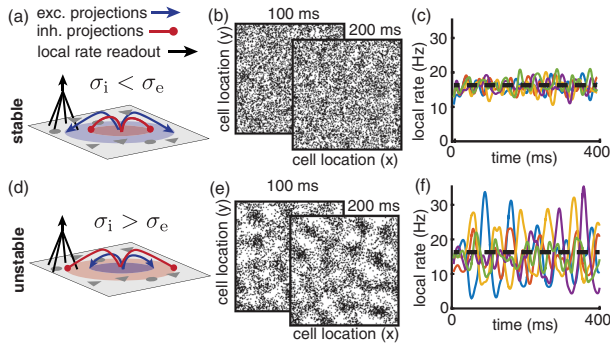 (a)
exc. projections
inh. projections
local rate readout
σi < σe
stable
(b)
100 ms
200 ms
cell location (y)
cell location (x)
(c)
local rate (Hz)
40
30
20
10
0
0
400
time (ms)
(d)
σi > σe
unstable
(e)
100 ms
200 ms
cell location (y)
cell location (x)
(f)
local rate (Hz)
40
30
20
10
0
0
400
time (ms)